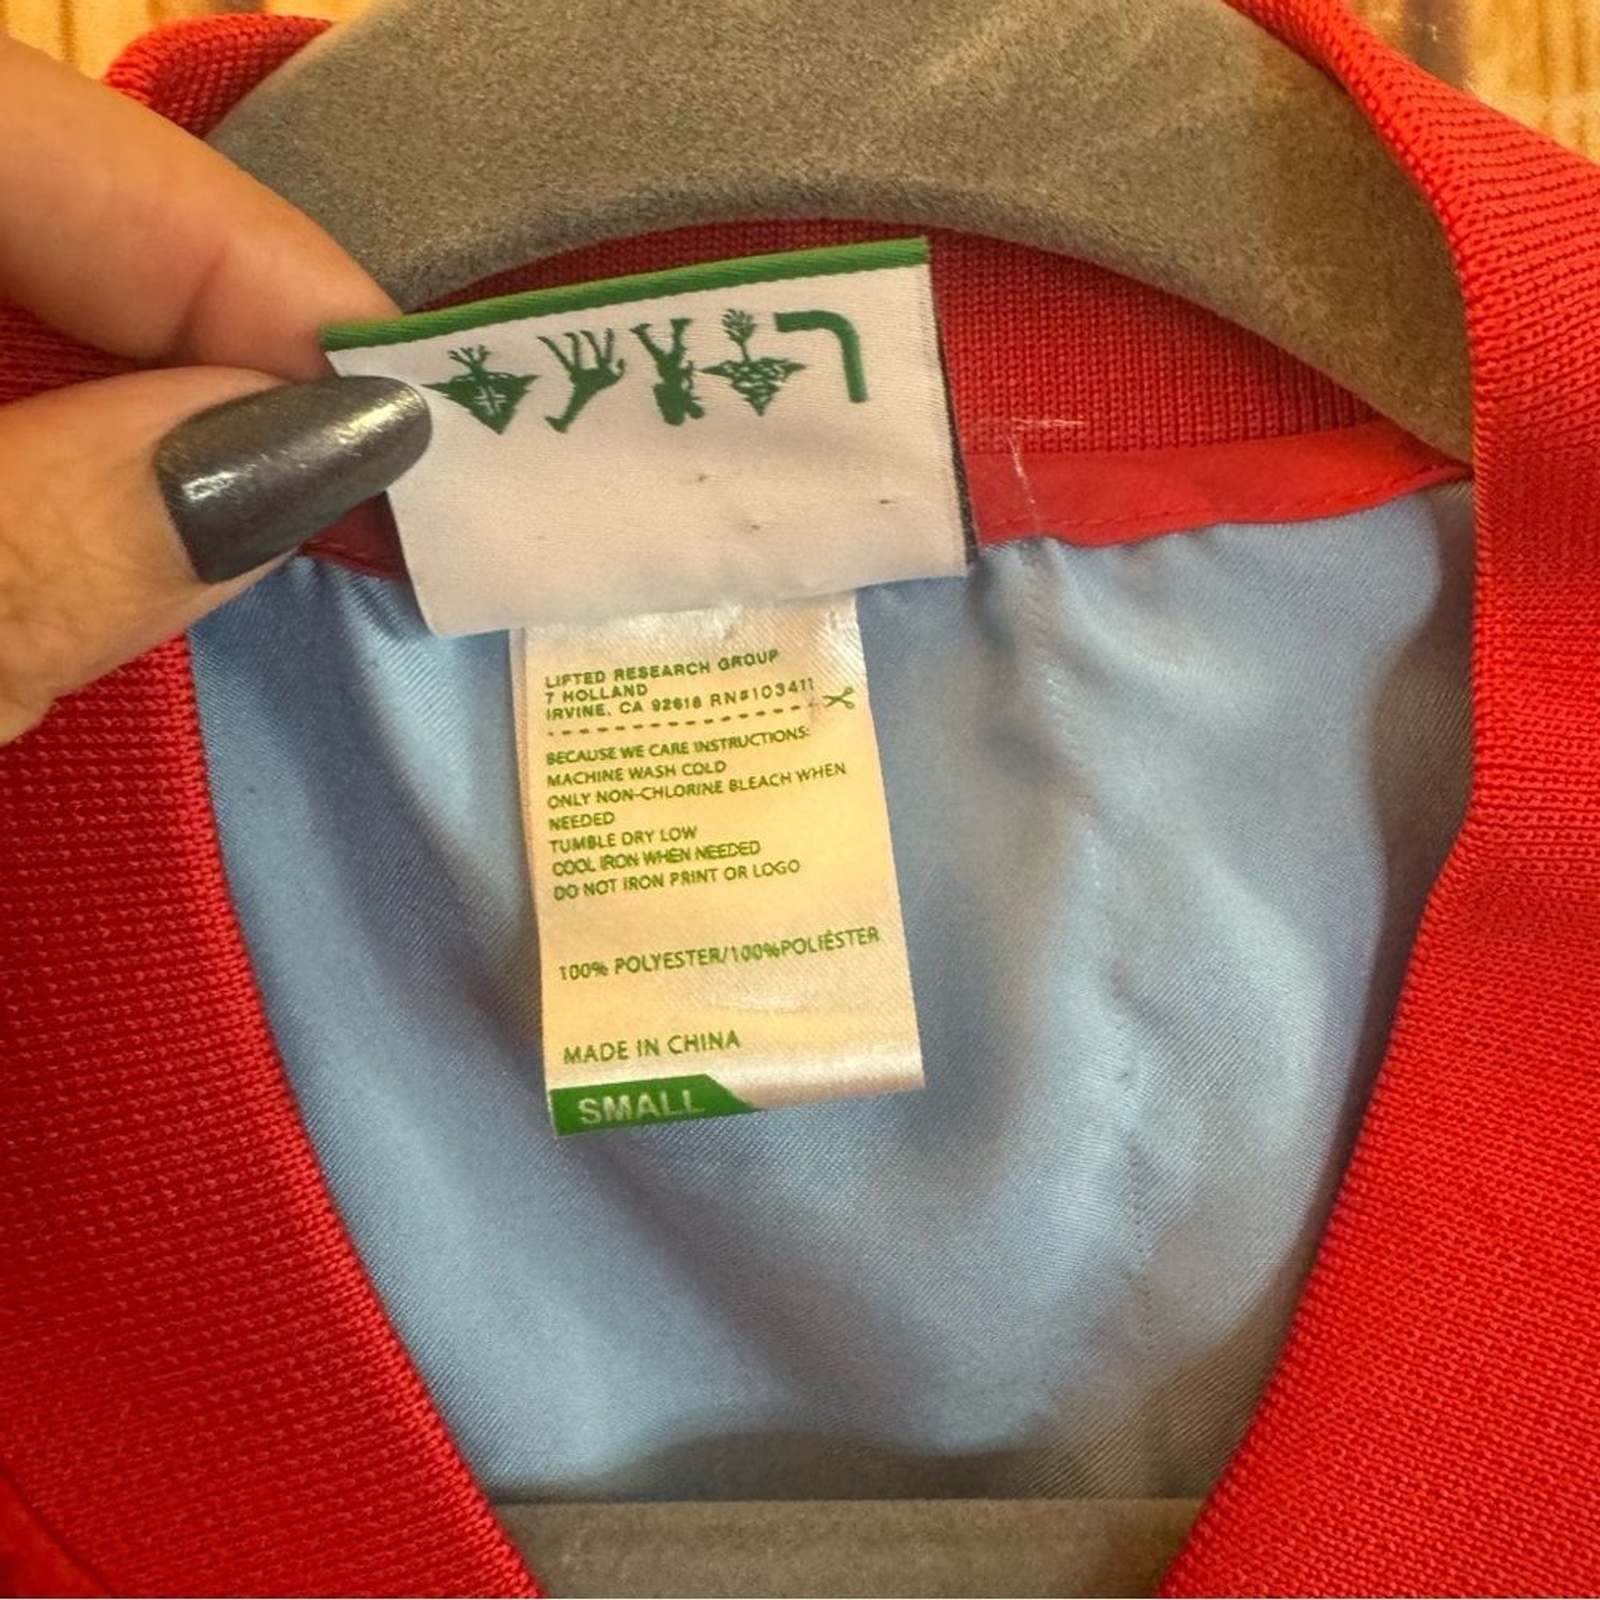 LIFTED RESEARCH GROUP
7 HOLLAND
IRVINE, CA 92618 RN#103411
BECAUSE WE CARE INSTRUCTIONS:
MACHINE WASH COLD
ONLY NON-CHLORINE BLEACH WHEN
NEEDED
TUMBLE DRY LOW
COOL IRON WHEN NEEDED
DO NOT IRON PRINT OR LOGO
100% POLYESTER/100%POLIÉSTER
MADE IN CHINA
SMALL